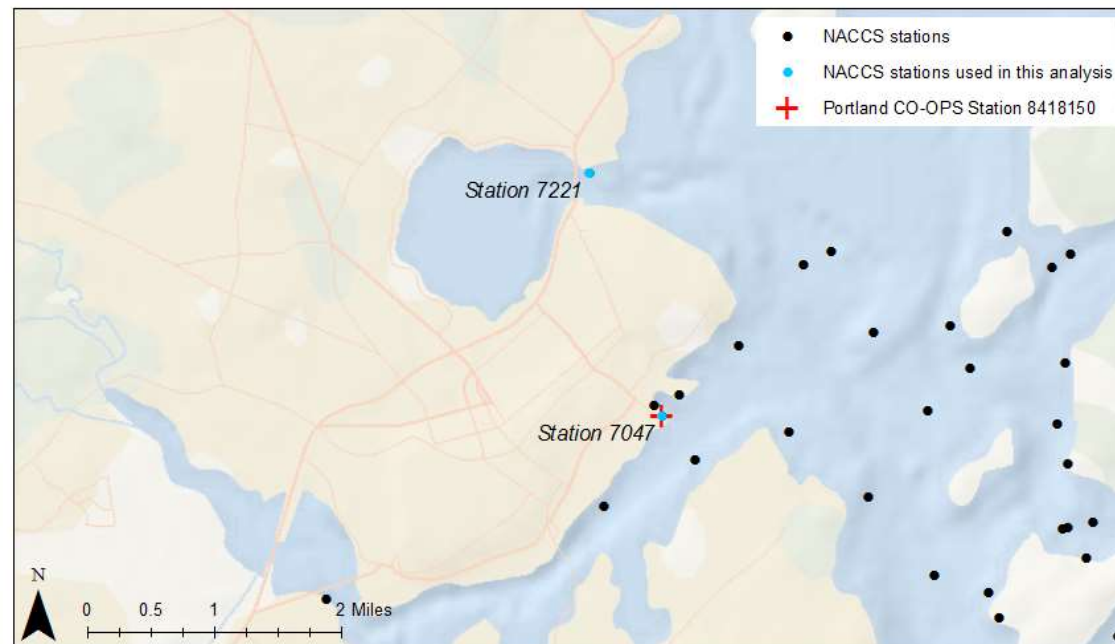 NACCS stations
NACCS stations used in this analysis
Portland CO-OPS Station 8418150
Station 7221
Station 7047
N
0 0.5 1 2 Miles